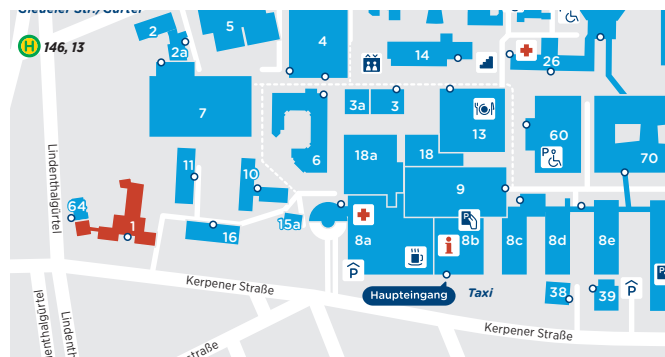 Gleueler Str./Gürtel
H 146, 13
2
2a
5
4
14
26
7
3a
3
13
60
70
6
18a
18
11
10
9
64
1
16
15a
8a
8b
8c
8d
8e
i
P
P
P
Haupteingang
Taxi
38
39
P
Lindenthalgürtel
Kerpener Straße
Kerpener Straße